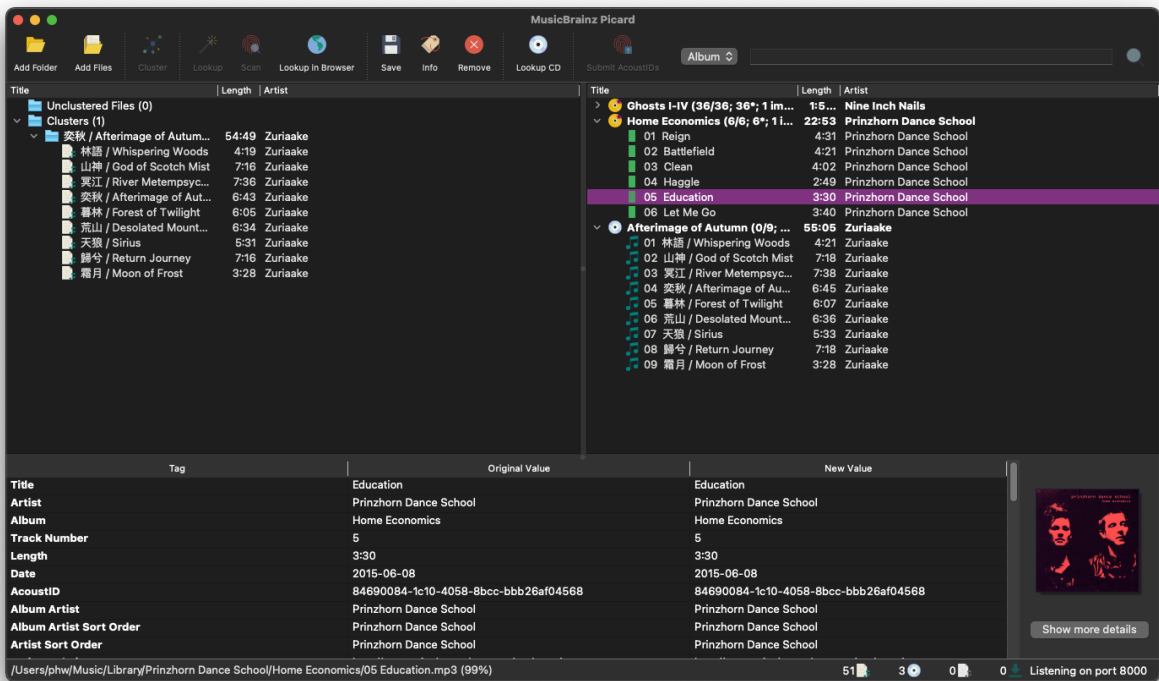 MusicBrainz Picard
Add Folder Add Files Cluster Lookup Scan Lookup in Browser Save Info Remove Lookup CD Submit AcoustIDs Album
Title Length Artist
Unclustered Files (0)
Clusters (1)
奕秋 / Afterimage of Autum... 54:49 Zuriaake
林語 / Whispering Woods 4:19 Zuriaake
山神 / God of Scotch Mist 7:16 Zuriaake
冥江 / River Metempsyc... 7:36 Zuriaake
奕秋 / Afterimage of Aut... 6:43 Zuriaake
暮林 / Forest of Twilight 6:05 Zuriaake
荒山 / Desolated Mount... 6:34 Zuriaake
天狼 / Sirius 5:31 Zuriaake
歸兮 / Return Journey 7:16 Zuriaake
霜月 / Moon of Frost 3:28 Zuriaake
Title Length Artist
Ghosts I-IV (36/36; 36*; 1 im... 1:5... Nine Inch Nails
Home Economics (6/6; 6*; 1 i... 22:53 Prinzhorn Dance School
01 Reign 4:31 Prinzhorn Dance School
02 Battlefield 4:21 Prinzhorn Dance School
03 Clean 4:02 Prinzhorn Dance School
04 Haggle 2:49 Prinzhorn Dance School
05 Education 3:30 Prinzhorn Dance School
06 Let Me Go 3:40 Prinzhorn Dance School
Afterimage of Autumn (0/9; ... 55:05 Zuriaake
01 林語 / Whispering Woods 4:21 Zuriaake
02 山神 / God of Scotch Mist 7:18 Zuriaake
03 冥江 / River Metempsyc... 7:38 Zuriaake
04 奕秋 / Afterimage of Au... 6:45 Zuriaake
05 暮林 / Forest of Twilight 6:07 Zuriaake
06 荒山 / Desolated Mount... 6:36 Zuriaake
07 天狼 / Sirius 5:33 Zuriaake
08 歸兮 / Return Journey 7:18 Zuriaake
09 霜月 / Moon of Frost 3:28 Zuriaake
Tag Original Value New Value
Title Education Education
Artist Prinzhorn Dance School Prinzhorn Dance School
Album Home Economics Home Economics
Track Number 5 5
Length 3:30 3:30
Date 2015-06-08 2015-06-08
AcoustID 84690084-1c10-4058-8bcc-bbb26af04568 84690084-1c10-4058-8bcc-bbb26af04568
Album Artist Prinzhorn Dance School Prinzhorn Dance School
Album Artist Sort Order Prinzhorn Dance School Prinzhorn Dance School
Artist Sort Order Prinzhorn Dance School Prinzhorn Dance School
prinzhorn dance school
home economics
Show more details
/Users/phw/Music/Library/Prinzhorn Dance School/Home Economics/05 Education.mp3 (99%) 51 3 0 0 Listening on port 8000